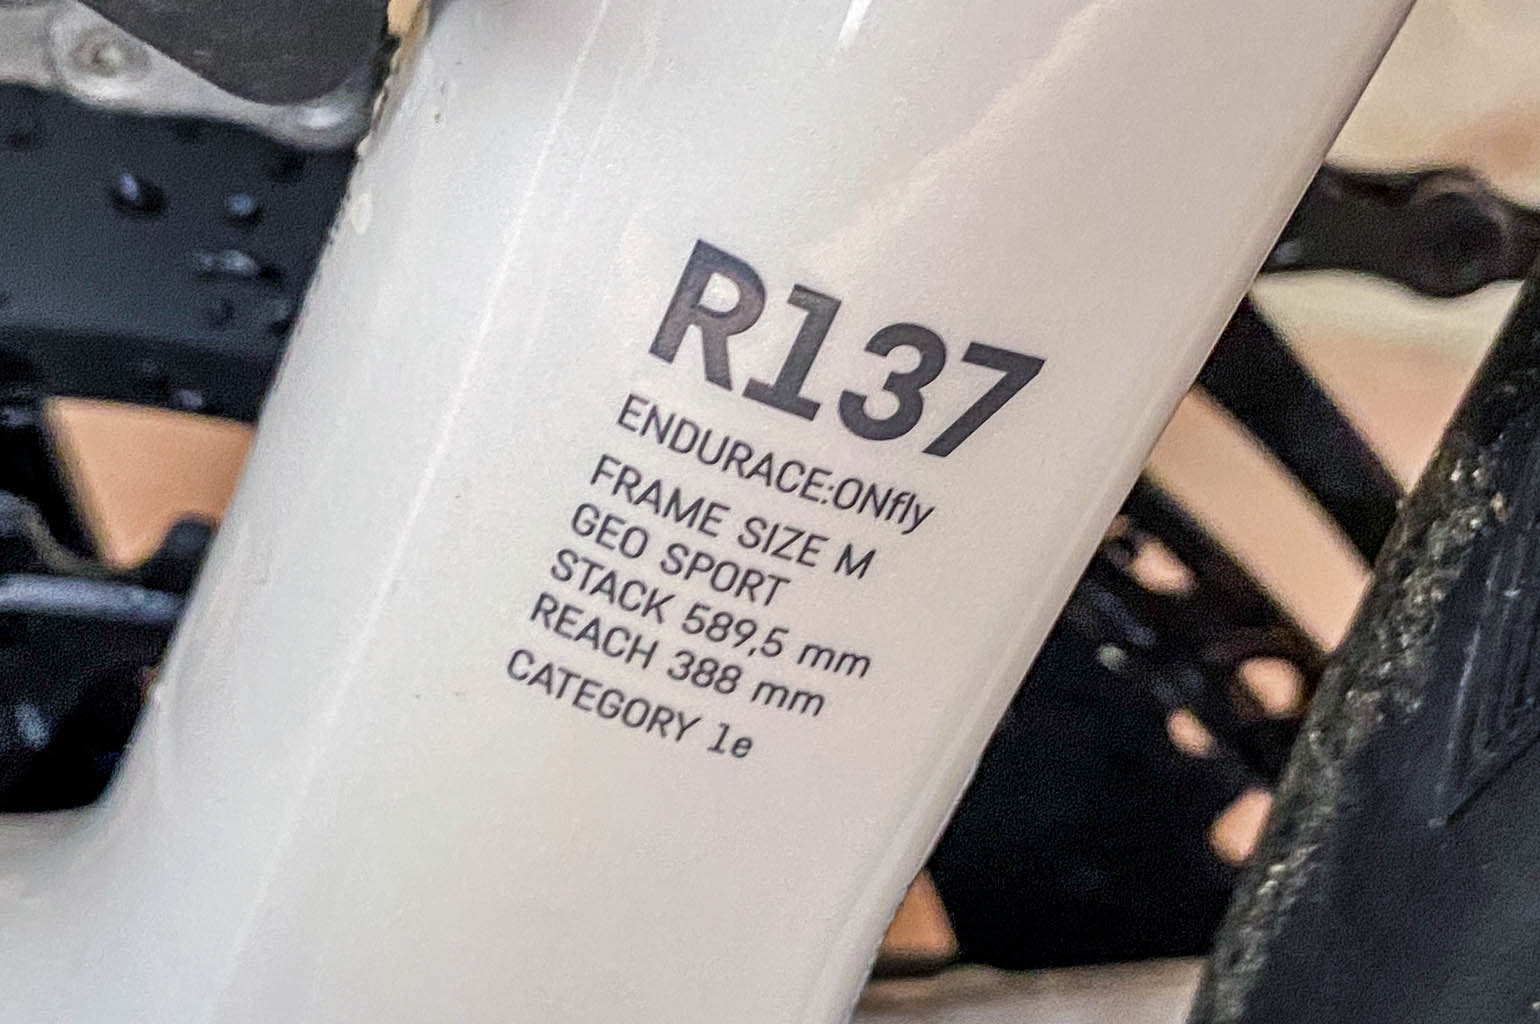 R137
ENDURACE:ONfly
FRAME SIZE M
GEO SPORT
STACK 589,5 mm
REACH 388 mm
CATEGORY 1e